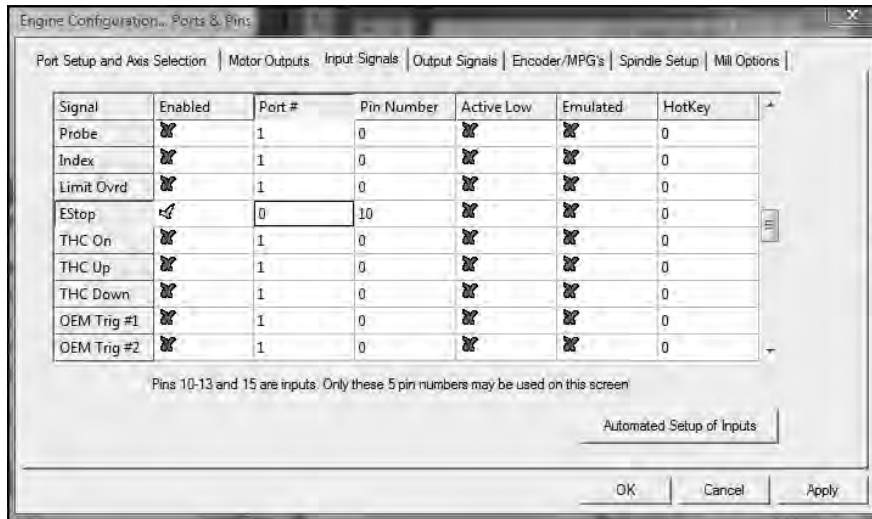 Engine Configuration... Ports & Pins
Port Setup and Axis Selection Motor Outputs Input Signals Output Signals Encoder/MPG's Spindle Setup Mill Options
Signal Enabled Port # Pin Number Active Low Emulated HotKey
Probe 1 0 0
Index 1 0 0
Limit Ovrd 1 0 0
EStop 0 10 0
THC On 1 0 0
THC Up 1 0 0
THC Down 1 0 0
OEM Trig #1 1 0 0
OEM Trig #2 1 0 0
Pins 10-13 and 15 are inputs. Only these 5 pin numbers may be used on this screen
Automated Setup of Inputs
OK Cancel Apply